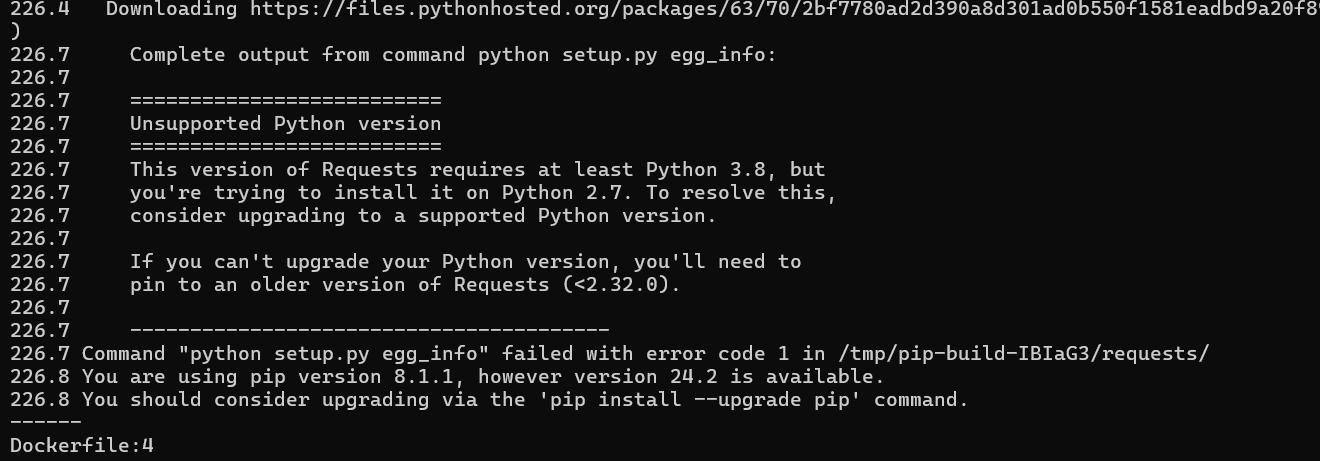 226.4   Downloading https://files.pythonhosted.org/packages/63/70/2bf7780ad2d390a8d301ad0b550f1581eadbd9a20f89
)
226.7     Complete output from command python setup.py egg_info:
226.7
226.7     ==========================
226.7     Unsupported Python version
226.7     ==========================
226.7     This version of Requests requires at least Python 3.8, but
226.7     you're trying to install it on Python 2.7. To resolve this,
226.7     consider upgrading to a supported Python version.
226.7
226.7     If you can't upgrade your Python version, you'll need to
226.7     pin to an older version of Requests (<2.32.0).
226.7
226.7     ----------------------------------------
226.7 Command "python setup.py egg_info" failed with error code 1 in /tmp/pip-build-IBIaG3/requests/
226.8 You are using pip version 8.1.1, however version 24.2 is available.
226.8 You should consider upgrading via the 'pip install --upgrade pip' command.
------
Dockerfile:4